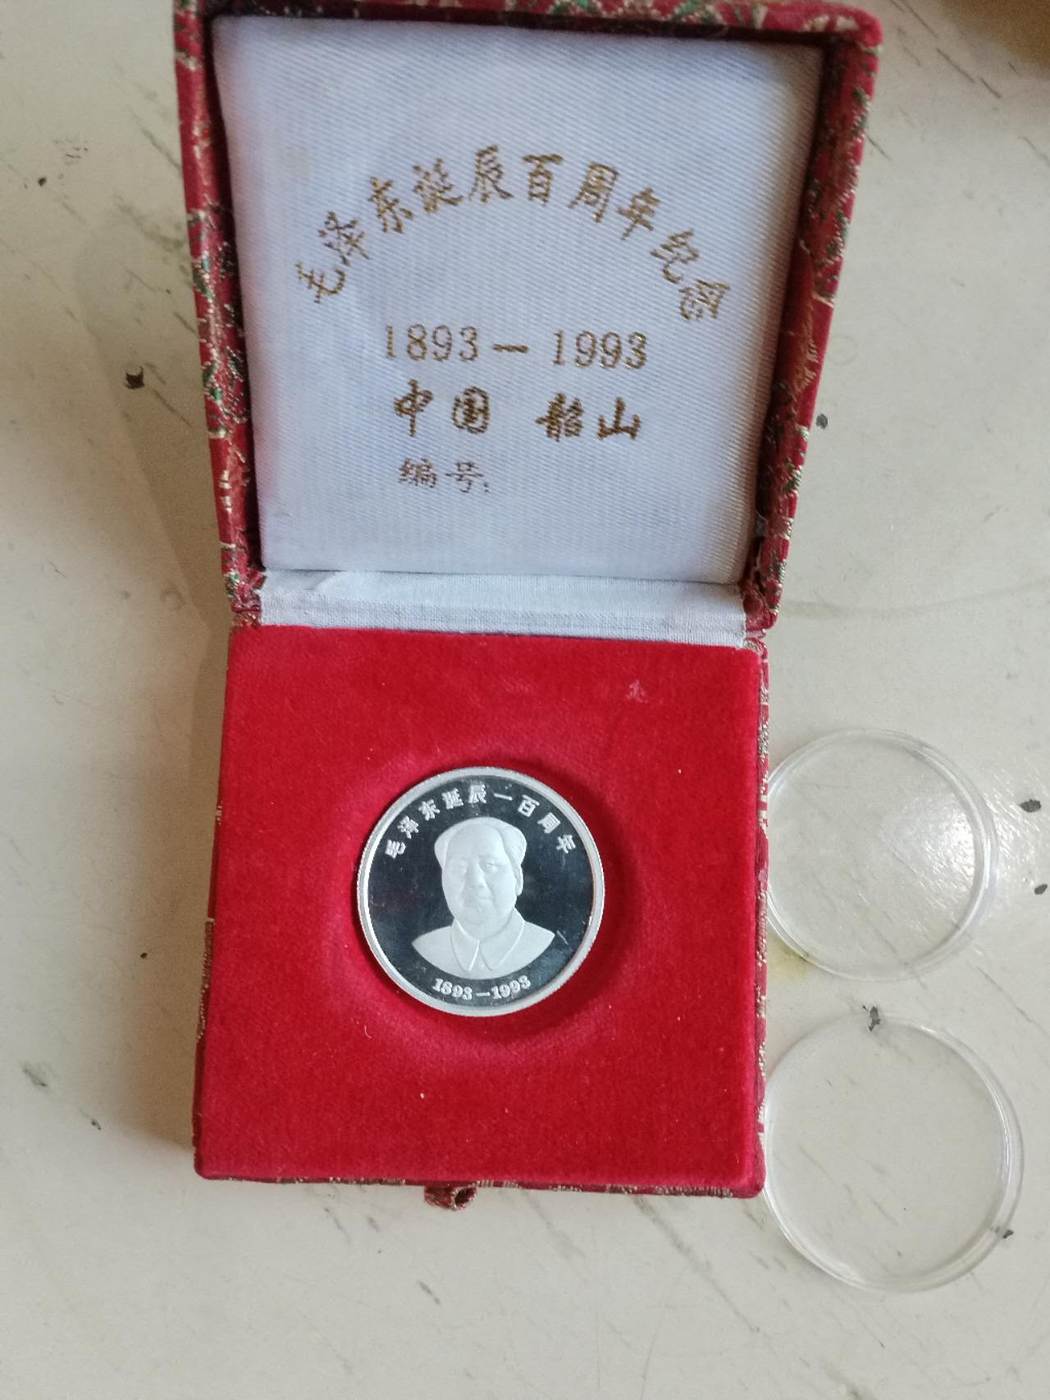 毛泽东诞辰百周年纪念
1893-1993
中国 韶山
编号:
毛泽东诞辰一百周年
1893-1993